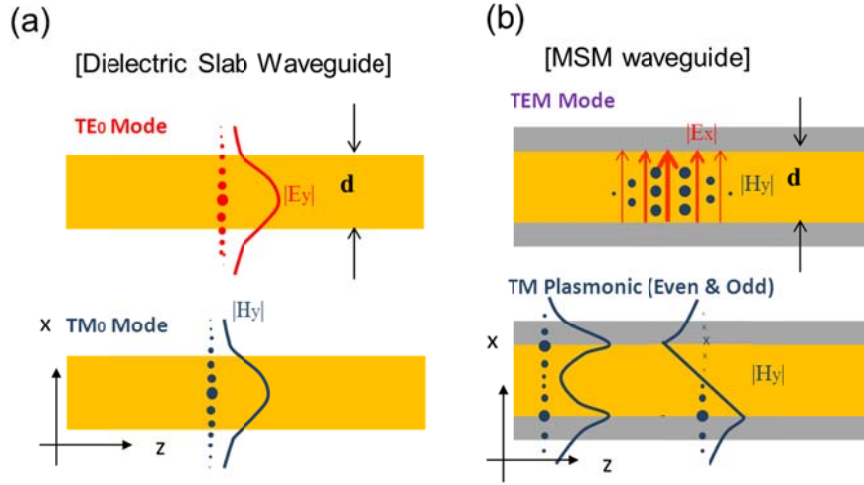 (a)
[Dielectric Slab Waveguide]
TE0 Mode
|Ey|
d
TM0 Mode
|Hy|
x
z
(b)
[MSM waveguide]
TEM Mode
|Ex|
|Hy|
d
TM Plasmonic (Even & Odd)
x
|Hy|
z